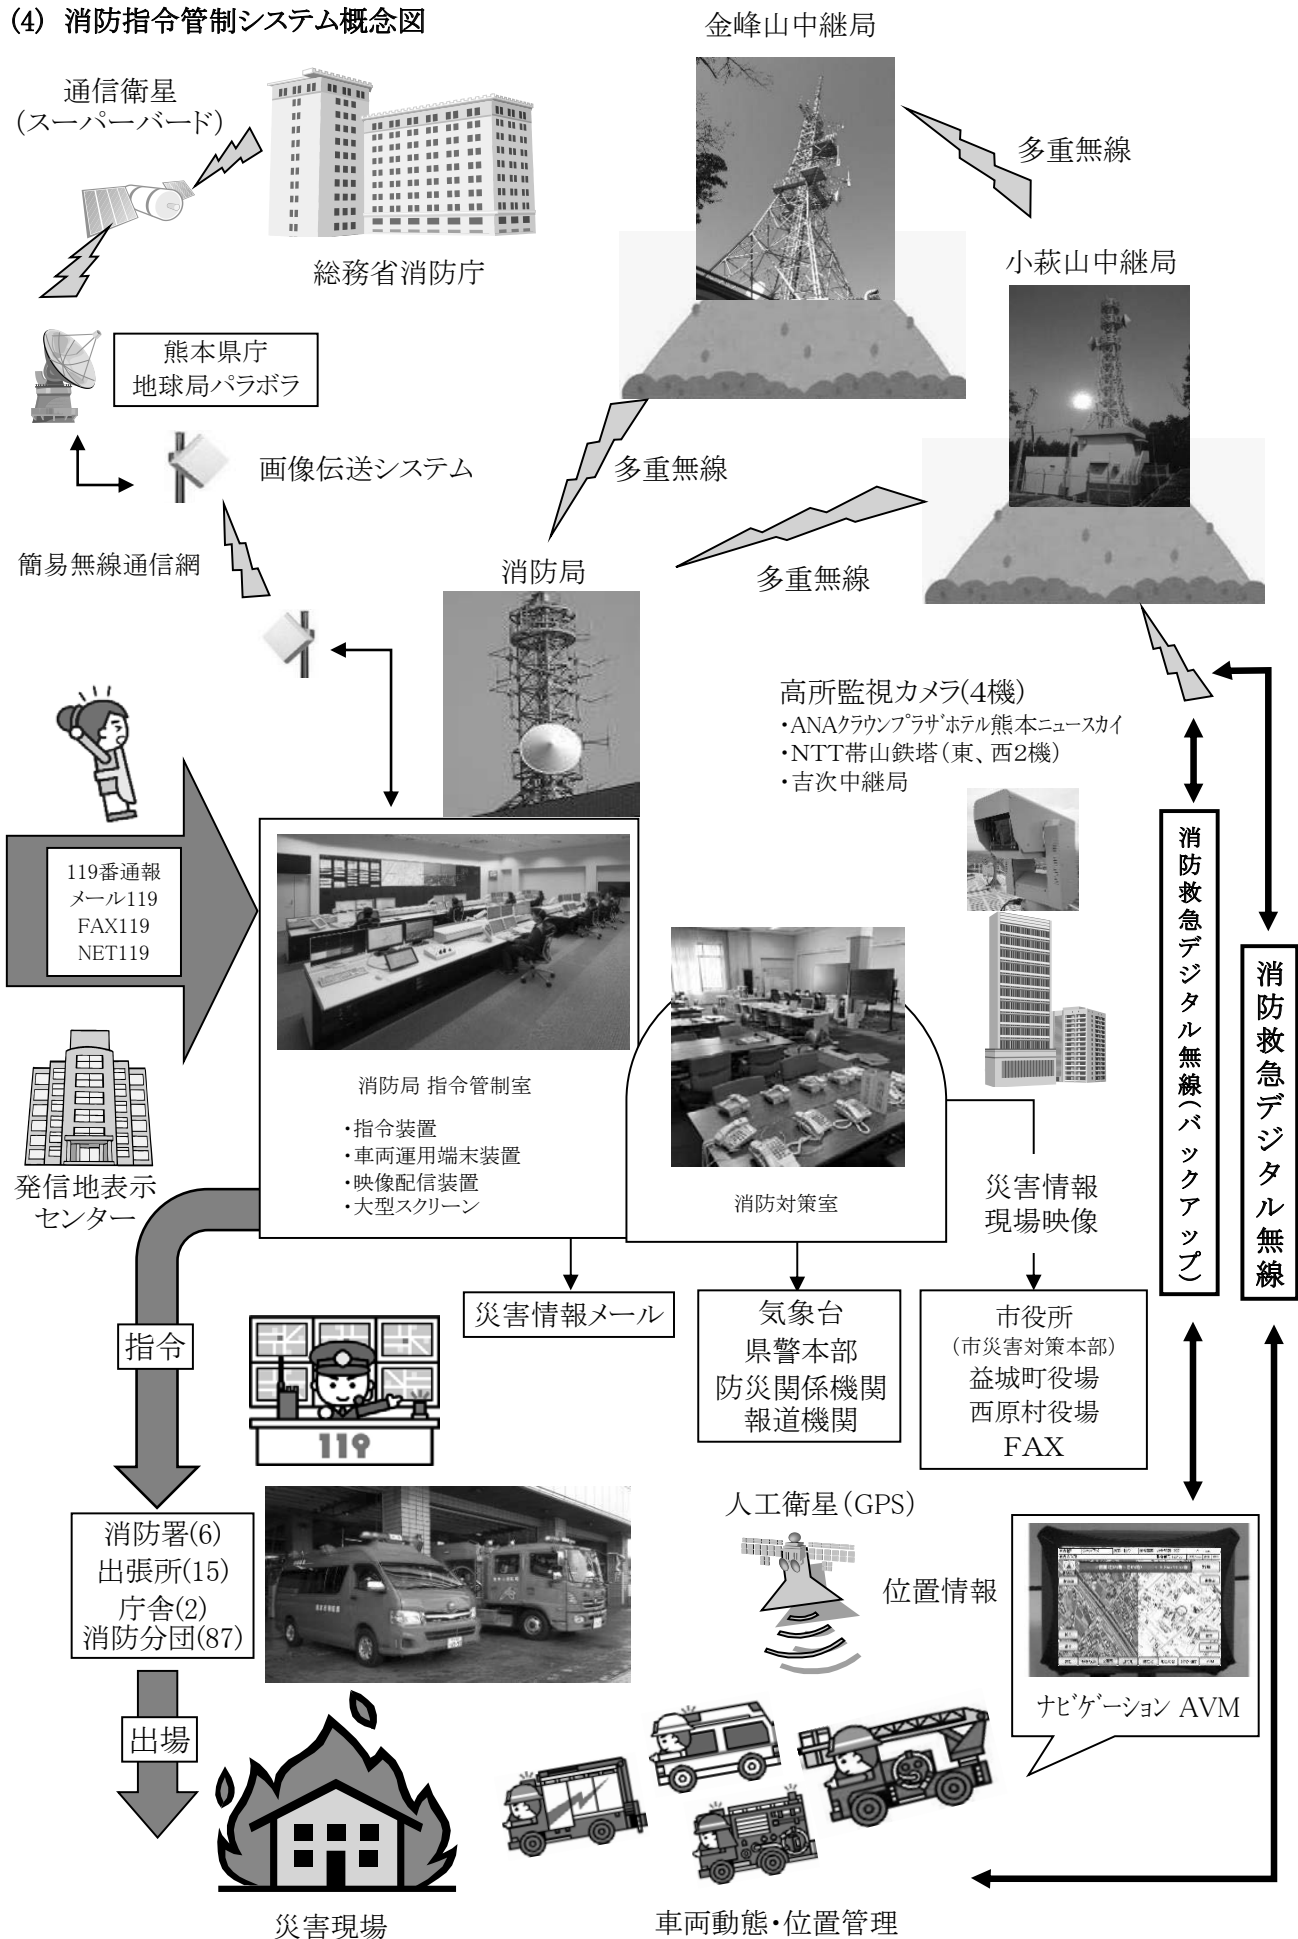 (4) 消防指令管制システム概念図
金峰山中継局
通信衛星
(スーパーバード)
多重無線
総務省消防庁
小萩山中継局
熊本県庁
地球局パラボラ
画像伝送システム
多重無線
簡易無線通信網
消防局
多重無線
高所監視カメラ(4機)
・ANAクラウンプラザホテル熊本ニュースカイ
・NTT帯山鉄塔(東、西2機)
・吉次中継局
119番通報
メール119
FAX119
NET119
消防救急デジタル無線(バックアップ)
消防救急デジタル無線
消防局 指令管制室
・指令装置
・車両運用端末装置
・映像配信装置
・大型スクリーン
消防対策室
発信地表示
センター
災害情報
現場映像
指令
災害情報メール
気象台
県警本部
防災関係機関
報道機関
市役所
(市災害対策本部)
益城町役場
西原村役場
FAX
119
消防署(6)
出張所(15)
庁舎(2)
消防分団(87)
人工衛星(GPS)
位置情報
ナビゲーション AVM
出場
災害現場
車両動態・位置管理